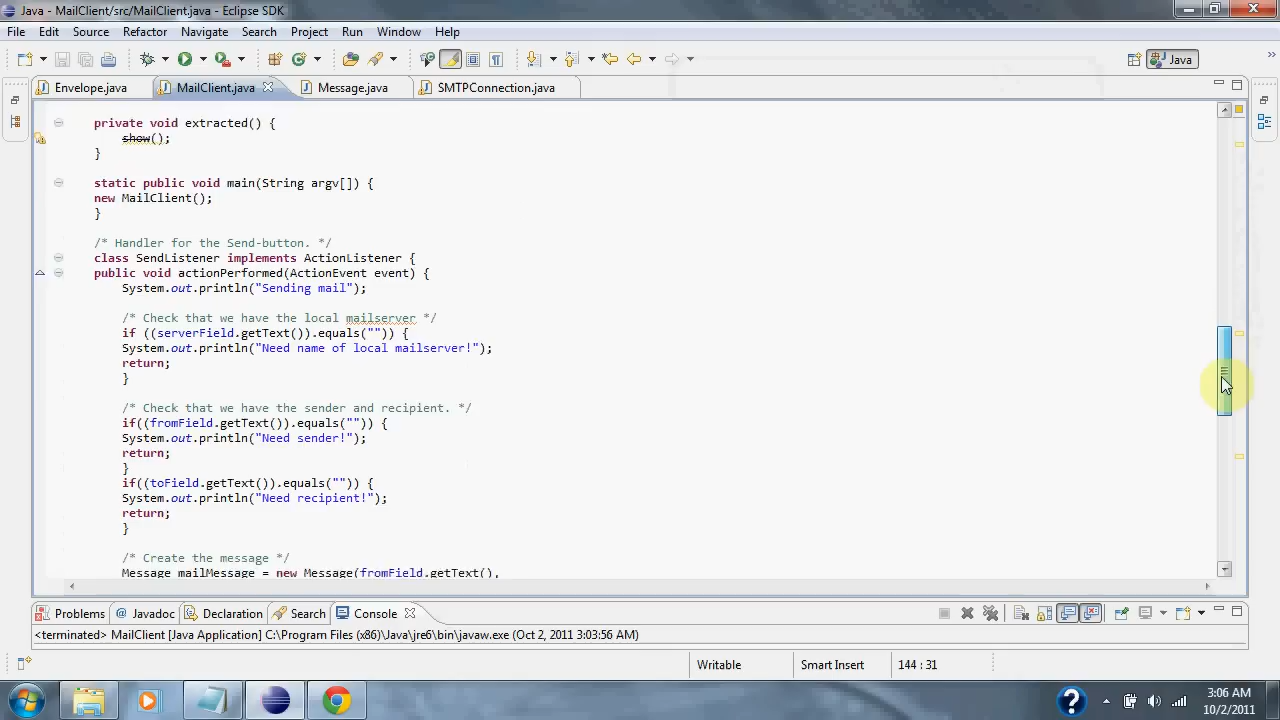 Java - MailClient/src/MailClient.java - Eclipse SDK
File Edit Source Refactor Navigate Search Project Run Window Help
Java
Envelope.java MailClient.java Message.java SMTPConnection.java
private void extracted() {
show();
}
static public void main(String argv[]) {
new MailClient();
}
/* Handler for the Send-button. */
class SendListener implements ActionListener {
public void actionPerformed(ActionEvent event) {
System.out.println("Sending mail");
/* Check that we have the local mailserver */
if ((serverField.getText()).equals("")) {
System.out.println("Need name of local mailserver!");
return;
}
/* Check that we have the sender and recipient. */
if((fromField.getText()).equals("")) {
System.out.println("Need sender!");
return;
}
if((toField.getText()).equals("")) {
System.out.println("Need recipient!");
return;
}
/* Create the message */
Message mailMessage = new Message(fromField.getText(),
Problems @ Javadoc Declaration Search Console
<terminated> MailClient [Java Application] C:\Program Files (x86)\Java\jre6\bin\javaw.exe (Oct 2, 2011 3:03:56 AM)
Writable Smart Insert 144 : 31
3:06 AM
10/2/2011